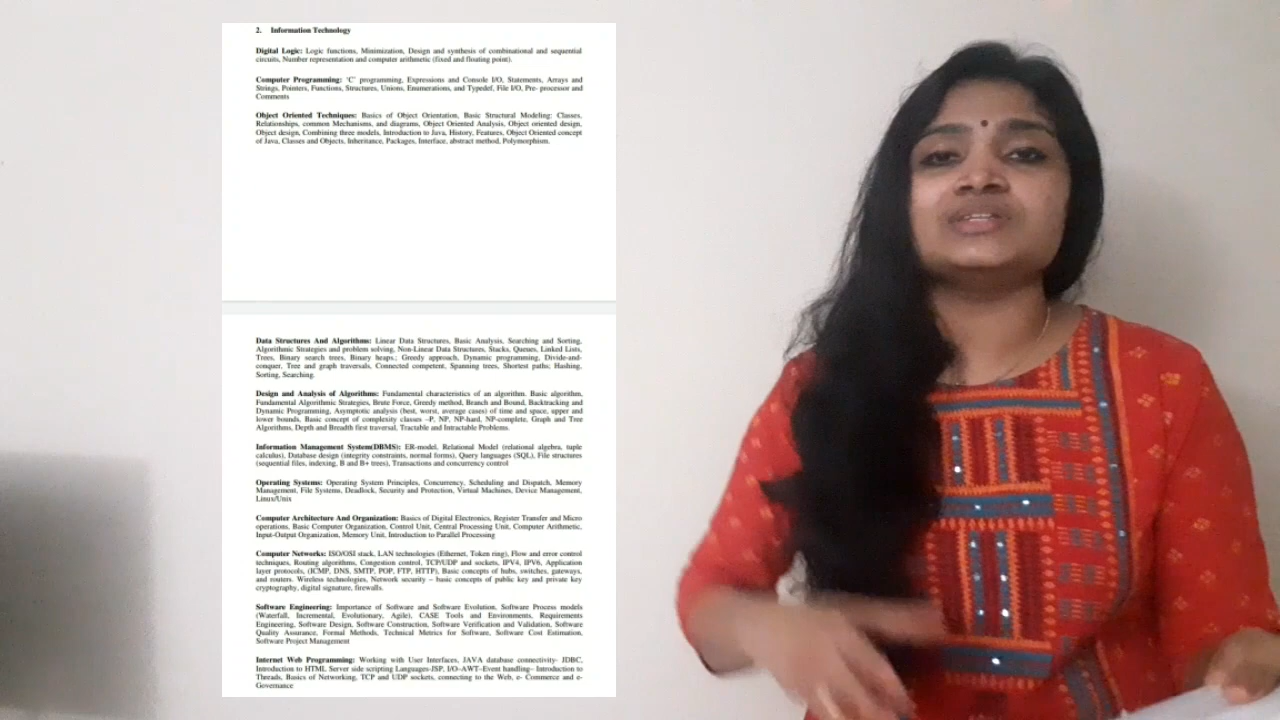 2. Information Technology
Digital Logic: Logic functions, Minimization, Design and synthesis of combinational and sequential
circuits, Number representation and computer arithmetic (fixed and floating point).
Computer Programming: 'C' programming, Expressions and Console I/O, Statements, Arrays and
Strings, Pointers, Functions, Structures, Unions, Enumerations, and Typedef, File I/O, Pre- processor and
Comments
Object Oriented Techniques: Basics of Object Orientation, Basic Structural Modeling: Classes,
Relationships, common Mechanisms, and diagrams, Object Oriented Analysis, Object oriented design,
Object design, Combining three models, Introduction to Java, History, Features, Object Oriented concept
of Java, Classes and Objects, Inheritance, Packages, Interface, abstract method, Polymorphism.
Data Structures And Algorithms: Linear Data Structures, Basic Analysis, Searching and Sorting,
Algorithmic Strategies and problem solving, Non-Linear Data Structures, Stacks, Queues, Linked Lists,
Trees, Binary search trees, Binary heaps.; Greedy approach, Dynamic programming, Divide-and-
conquer, Tree and graph traversals, Connected competent, Spanning trees, Shortest paths; Hashing,
Sorting, Searching.
Design and Analysis of Algorithms: Fundamental characteristics of an algorithm. Basic algorithm,
Fundamental Algorithmic Strategies, Brute Force, Greedy method, Branch and Bound, Backtracking and
Dynamic Programming, Asymptotic analysis (best, worst, average cases) of time and space, upper and
lower bounds, Basic concept of complexity classes –P, NP, NP-hard, NP-complete, Graph and Tree
Algorithms, Depth and Breadth first traversal, Tractable and Intractable Problems.
Information Management System(DBMS): ER-model, Relational Model (relational algebra, tuple
calculus), Database design (integrity constraints, normal forms), Query languages (SQL), File structures
(sequential files, indexing, B and B+ trees), Transactions and concurrency control
Operating Systems: Operating System Principles, Concurrency, Scheduling and Dispatch, Memory
Management, File Systems, Deadlock, Security and Protection, Virtual Machines, Device Management,
Linux/Unix
Computer Architecture And Organization: Basics of Digital Electronics, Register Transfer and Micro
operations, Basic Computer Organization, Control Unit, Central Processing Unit, Computer Arithmetic,
Input-Output Organization, Memory Unit, Introduction to Parallel Processing
Computer Networks: ISO/OSI stack, LAN technologies (Ethernet, Token ring), Flow and error control
techniques, Routing algorithms, Congestion control, TCP/UDP and sockets, IPV4, IPV6, Application
layer protocols, (ICMP, DNS, SMTP, POP, FTP, HTTP), Basic concepts of hubs, switches, gateways,
and routers. Wireless technologies, Network security – basic concepts of public key and private key
cryptography, digital signature, firewalls.
Software Engineering: Importance of Software and Software Evolution, Software Process models
(Waterfall, Incremental, Evolutionary, Agile), CASE Tools and Environments, Requirements
Engineering, Software Design, Software Construction, Software Verification and Validation, Software
Quality Assurance, Formal Methods, Technical Metrics for Software, Software Cost Estimation,
Software Project Management
Internet Web Programming: Working with User Interfaces, JAVA database connectivity- JDBC,
Introduction to HTML Server side scripting Languages-JSP, I/O–AWT–Event handling– Introduction to
Threads, Basics of Networking, TCP and UDP sockets, connecting to the Web, e- Commerce and e-
Governance